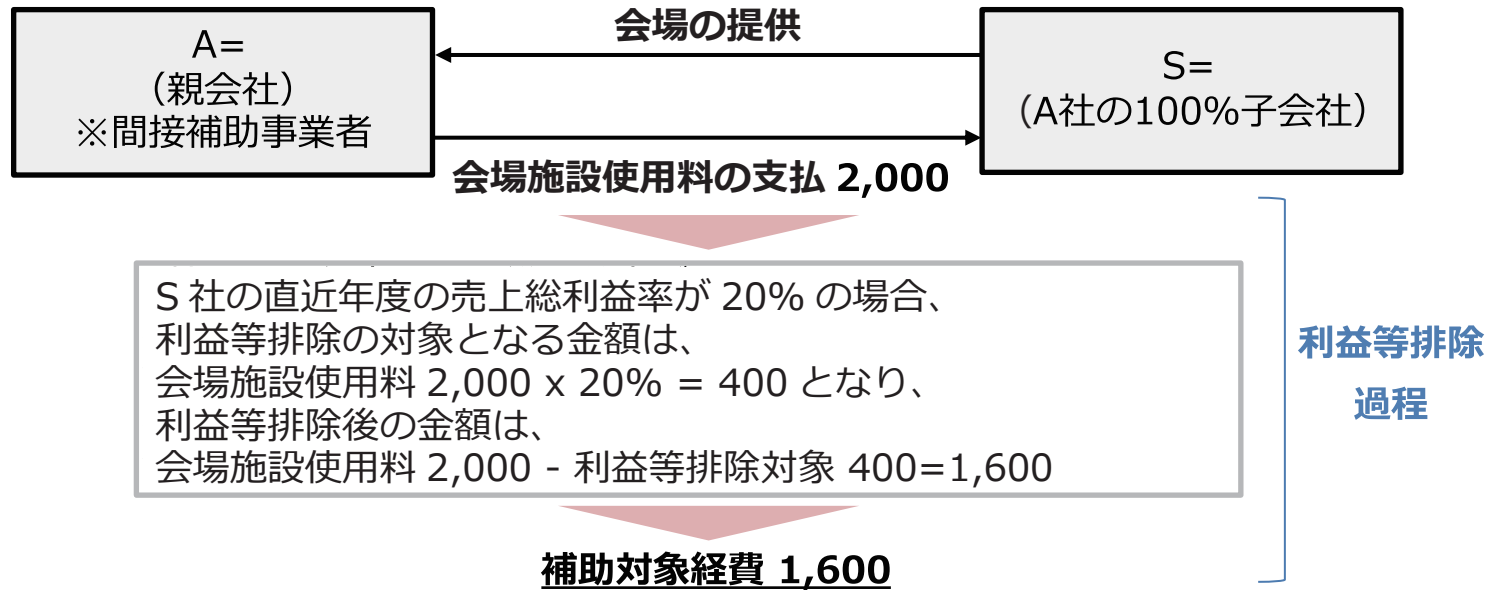 会場の提供
A=
（親会社）
※間接補助事業者
S=
（A社の100%子会社）
会場施設使用料の支払 2,000
S 社の直近年度の売上総利益率が 20% の場合、
利益等排除の対象となる金額は、
会場施設使用料 2,000 x 20% = 400 となり、
利益等排除後の金額は、
会場施設使用料 2,000 - 利益等排除対象 400=1,600
利益等排除
過程
補助対象経費 1,600